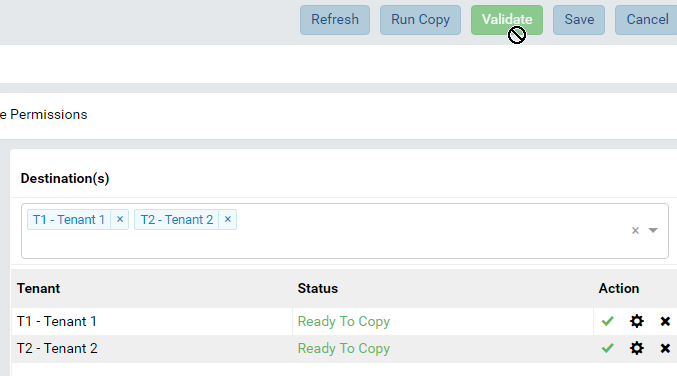 Refresh Run Copy Validate Save Cancel
e Permissions
Destination(s)
T1 - Tenant 1 × T2 - Tenant 2 ×
Tenant Status Action
T1 - Tenant 1 Ready To Copy
T2 - Tenant 2 Ready To Copy